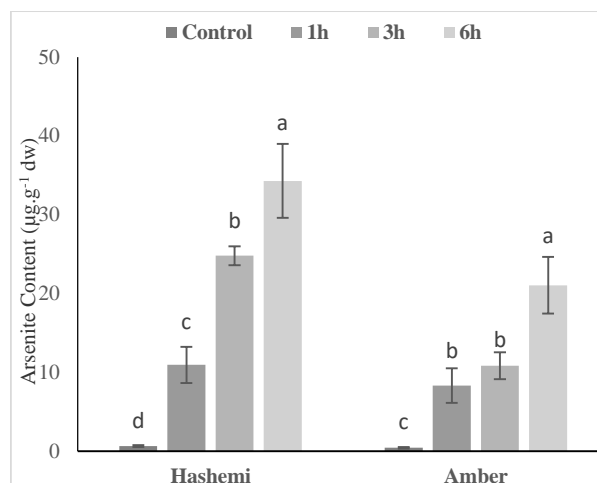 Control 1h 3h 6h
50
40
30
20
10
0
Arsenite Content (µg.g⁻¹ dw)
a
b
c
d
a
b b
c
Hashemi Amber